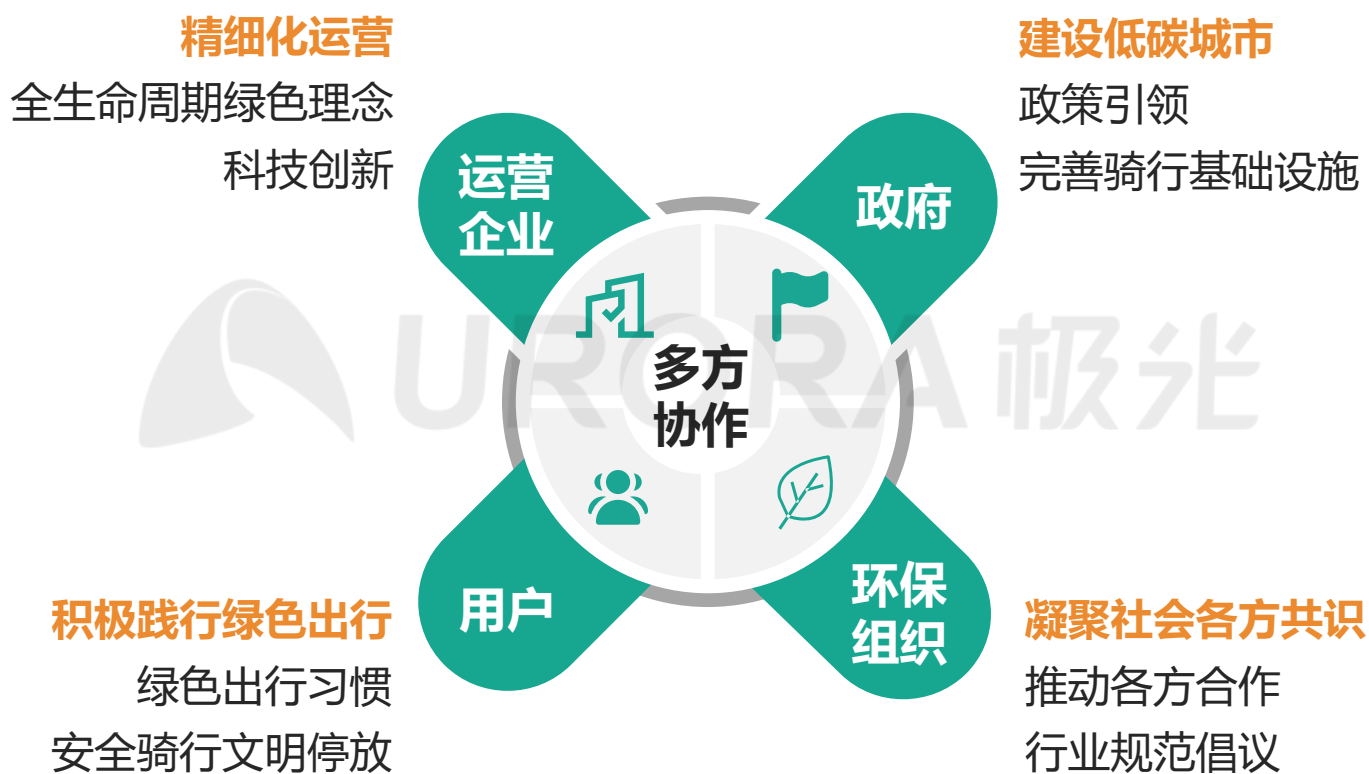 精细化运营
全生命周期绿色理念
科技创新
建设低碳城市
政策引领
完善骑行基础设施
运营
企业
政府
URORA极光
多方
协作
用户
环保
组织
积极践行绿色出行
绿色出行习惯
安全骑行文明停放
凝聚社会各方共识
推动各方合作
行业规范倡议